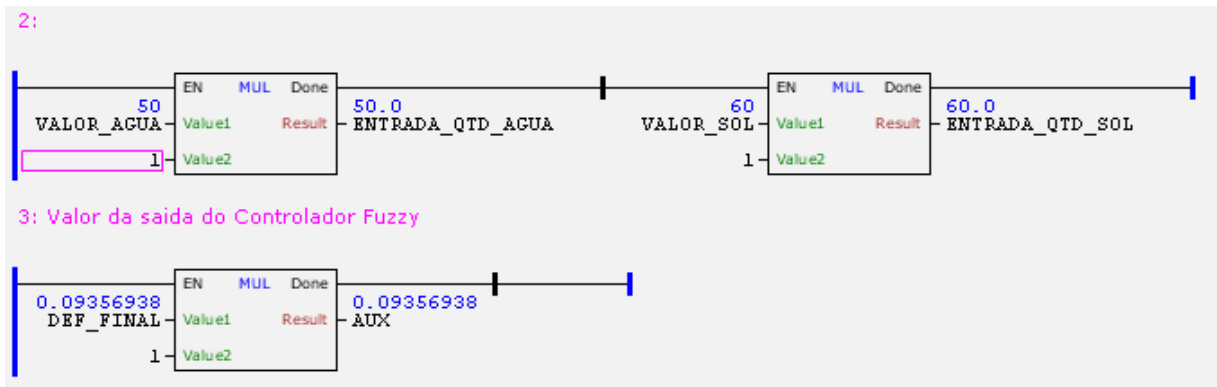 2:
EN MUL Done EN MUL Done
50 50.0 60 60.0
VALOR_AGUA Value1 Result ENTRADA_QTD_AGUA VALOR_SOL Value1 Result ENTRADA_QTD_SOL
1 Value2 1 Value2
3: Valor da saida do Controlador Fuzzy
EN MUL Done
0.09356938 0.09356938
DEF_FINAL Value1 Result AUX
1 Value2